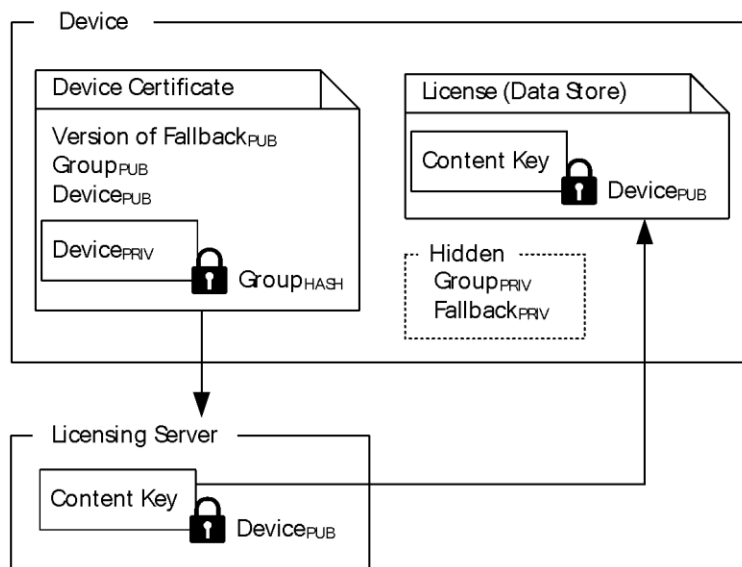 Device
Device Certificate
Version of FallbackPUB
GroupPUB
DevicePUB
DevicePRIV
GroupHASH
License (Data Store)
Content Key
DevicePUB
Hidden
GroupPRIV
FallbackPRIV
Licensing Server
Content Key
DevicePUB